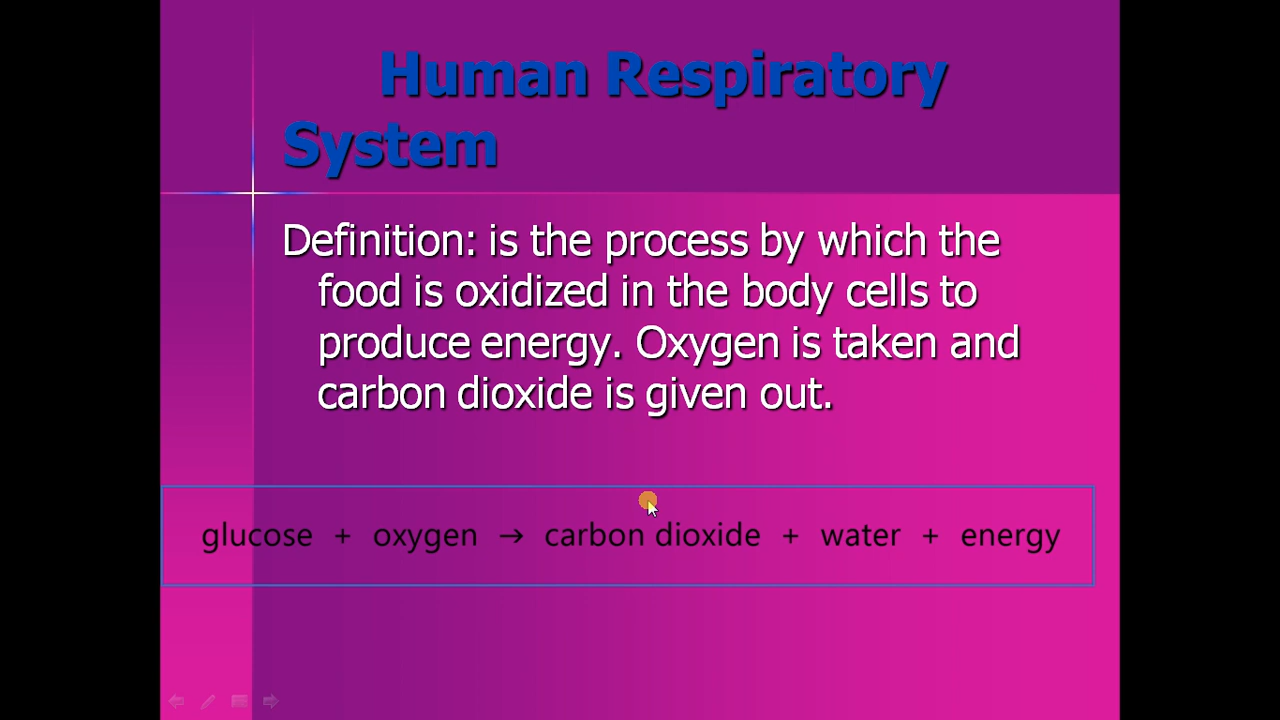 Human Respiratory
System
Definition: is the process by which the
food is oxidized in the body cells to
produce energy. Oxygen is taken and
carbon dioxide is given out.
glucose + oxygen → carbon dioxide + water + energy